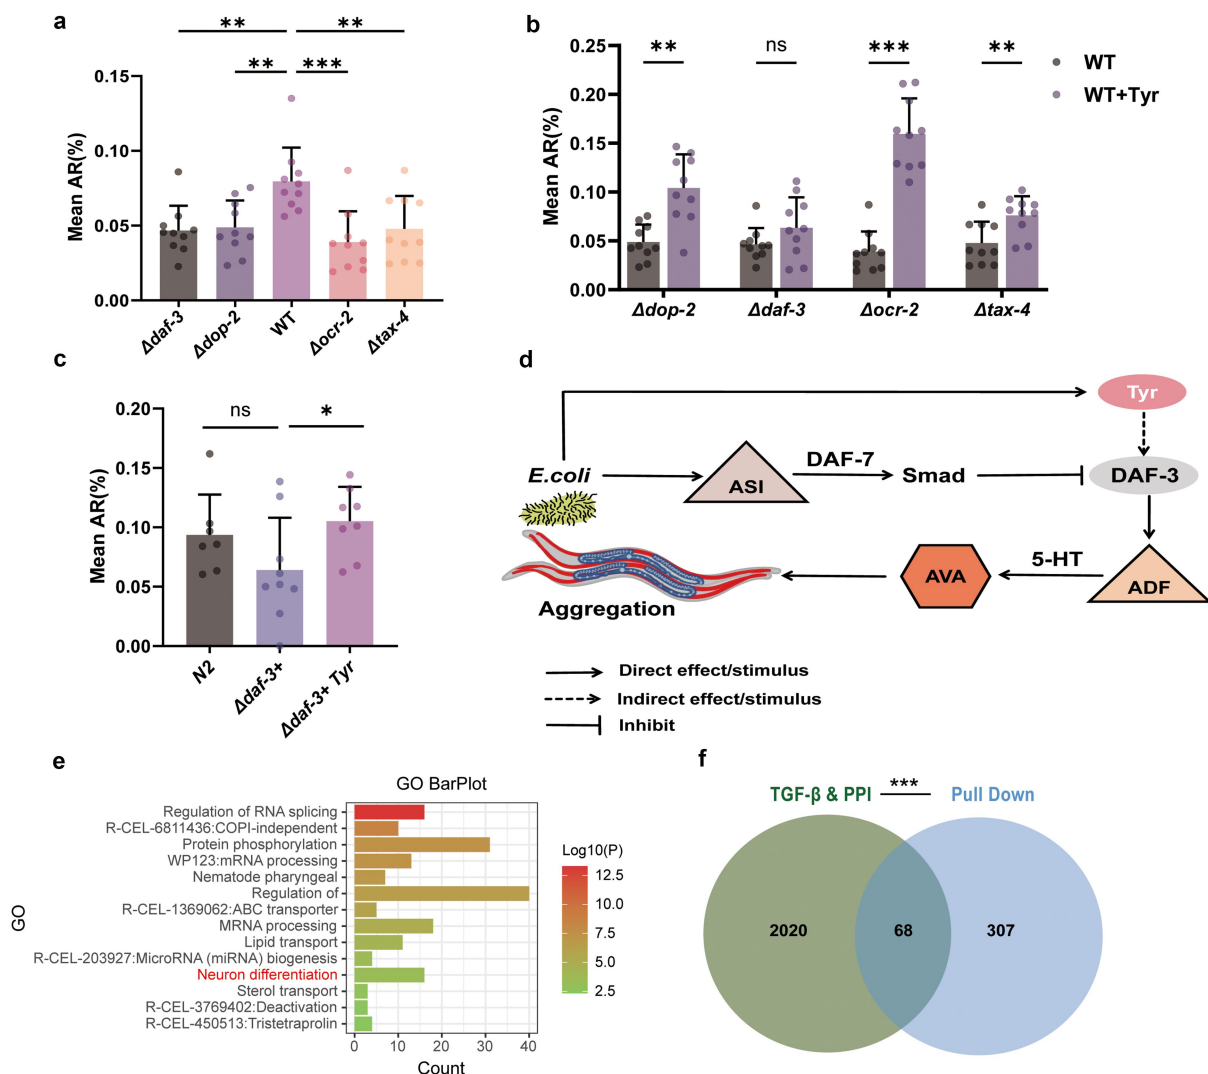 a
** **
** ***
Mean AR(%)
0.15
0.10
0.05
0.00
Δdaf-3
Δdop-2
WT
Δocr-2
Δtax-4
b
** ns *** **
Mean AR(%)
0.25
0.20
0.15
0.10
0.05
0.00
Δdop-2
Δdaf-3
Δocr-2
Δtax-4
WT
WT+Tyr
c
ns *
Mean AR(%)
0.20
0.15
0.10
0.05
0.00
N2
Δdaf-3+
Δdaf-3+ Tyr
d
Tyr
E.coli
ASI
DAF-7
Smad
DAF-3
Aggregation
AVA
5-HT
ADF
Direct effect/stimulus
Indirect effect/stimulus
Inhibit
e
GO BarPlot
GO
Regulation of RNA splicing
R-CEL-6811436:COPI-independent
Protein phosphorylation
WP123:mRNA processing
Nematode pharyngeal
Regulation of
R-CEL-1369062:ABC transporter
MRNA processing
Lipid transport
R-CEL-203927:MicroRNA (miRNA) biogenesis
Neuron differentiation
Sterol transport
R-CEL-3769402:Deactivation
R-CEL-450513:Tristetraprolin
0 10 20 30 40
Count
Log10(P)
12.5
10.0
7.5
5.0
2.5
f
TGF-β & PPI *** Pull Down
2020 68 307